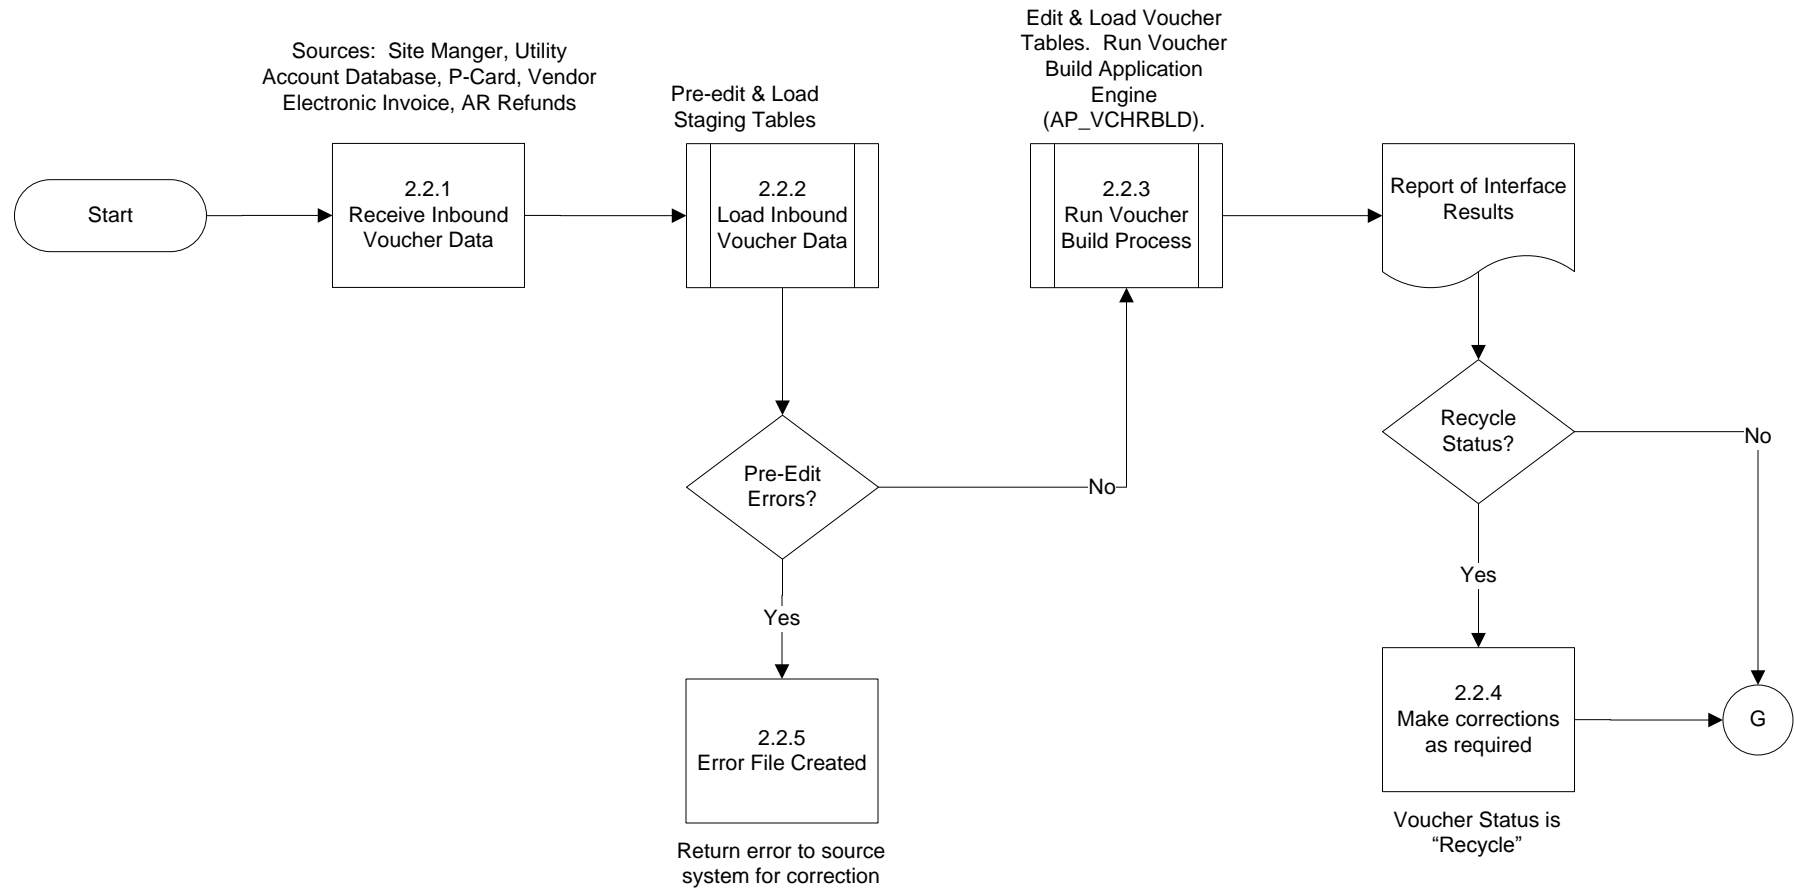 Sources:  Site Manger, Utility
Account Database, P-Card, Vendor
Electronic Invoice, AR Refunds
Pre-edit & Load
Staging Tables
Edit & Load Voucher
Tables.  Run Voucher
Build Application
Engine
(AP_VCHRBLD).
Start
2.2.1
Receive Inbound
Voucher Data
2.2.2
Load Inbound
Voucher Data
2.2.3
Run Voucher
Build Process
Report of Interface
Results
Pre-Edit
Errors?
No
Yes
2.2.5
Error File Created
Return error to source
system for correction
Recycle
Status?
No
Yes
2.2.4
Make corrections
as required
Voucher Status is
“Recycle”
G